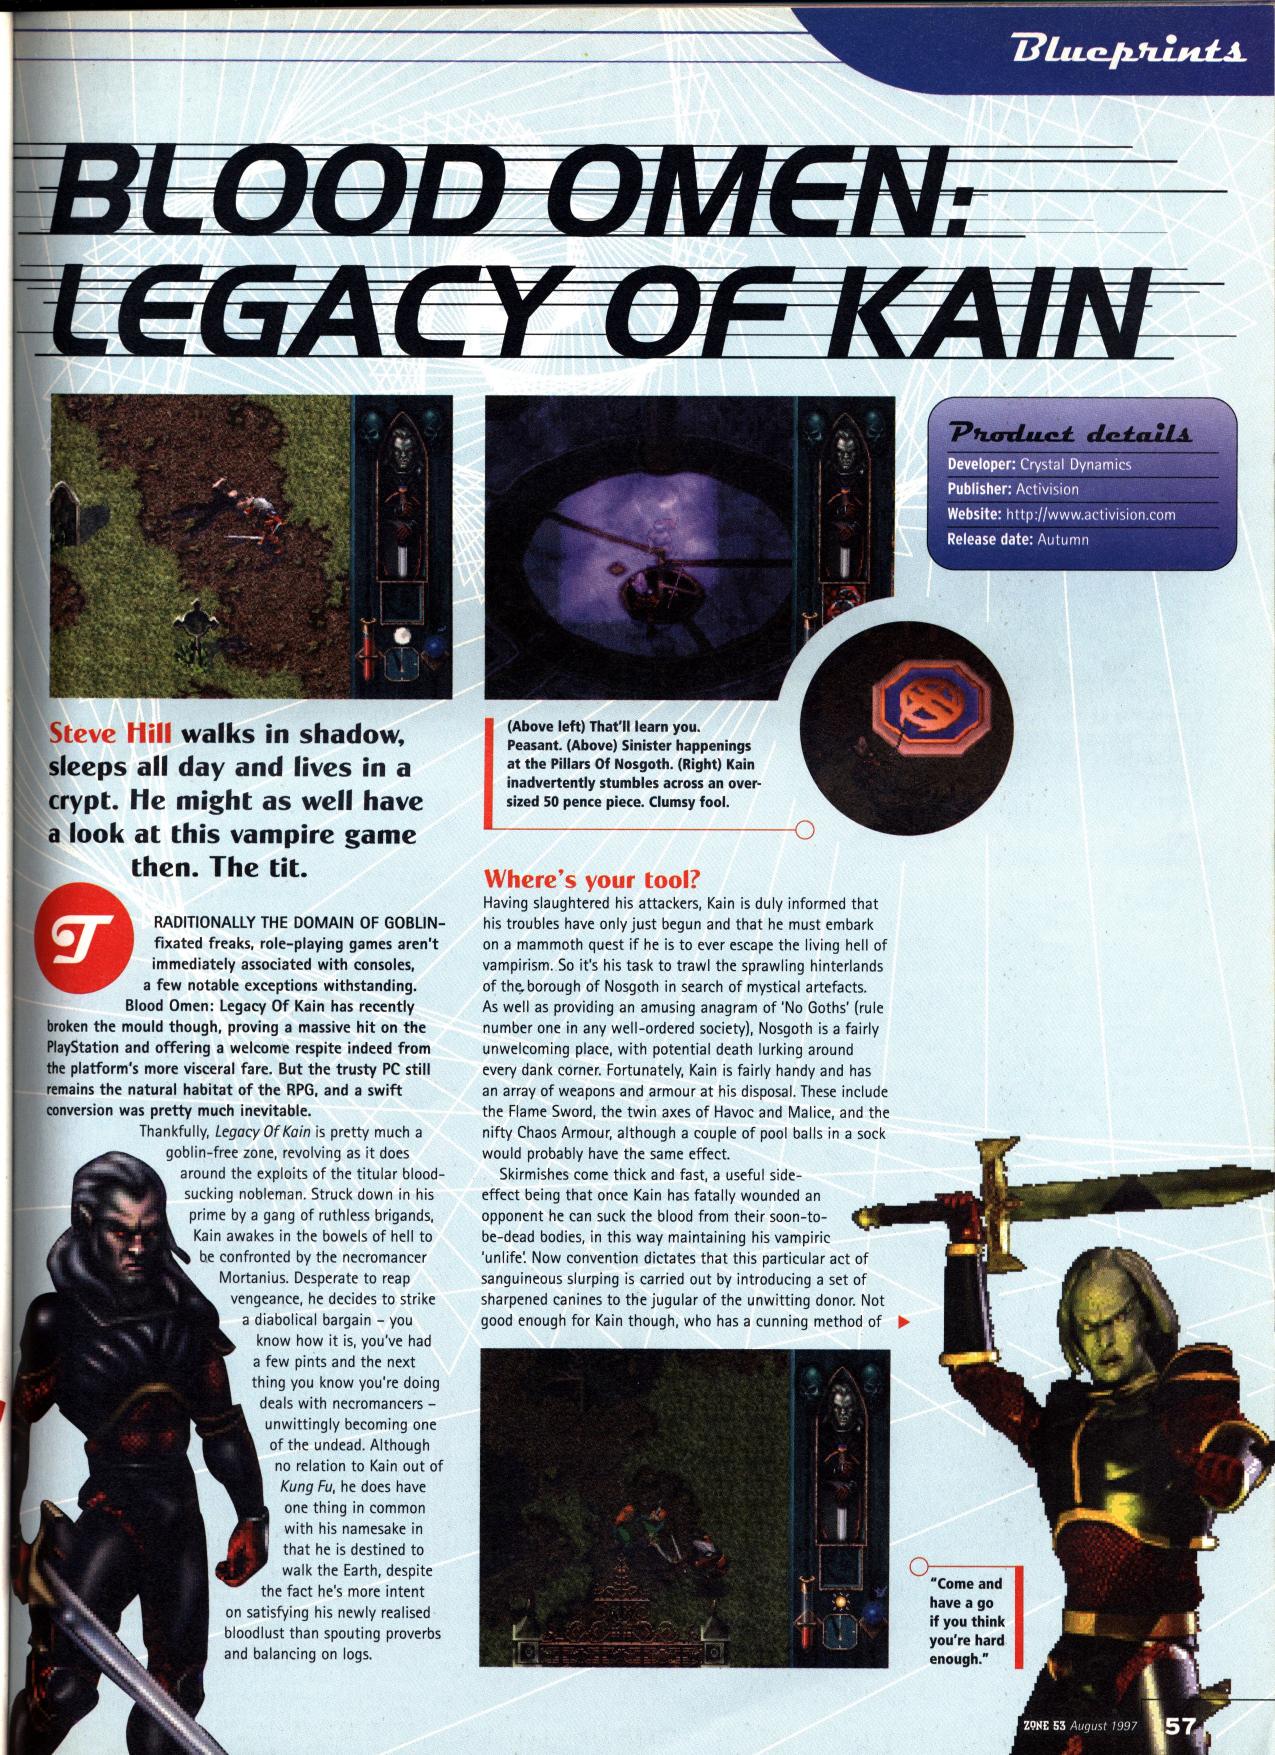 Blueprints
BLOOD OMEN:
LEGACY OF KAIN
Product details
Developer: Crystal Dynamics
Publisher: Activision
Website: http://www.activision.com
Release date: Autumn
(Above left) That'll learn you.
Peasant. (Above) Sinister happenings
at the Pillars Of Nosgoth. (Right) Kain
inadvertently stumbles across an over-
sized 50 pence piece. Clumsy fool.
Steve Hill walks in shadow,
sleeps all day and lives in a
crypt. He might as well have
a look at this vampire game
then. The tit.
TRADITIONALLY THE DOMAIN OF GOBLIN-
fixated freaks, role-playing games aren't
immediately associated with consoles,
a few notable exceptions withstanding.
Blood Omen: Legacy Of Kain has recently
broken the mould though, proving a massive hit on the
PlayStation and offering a welcome respite indeed from
the platform's more visceral fare. But the trusty PC still
remains the natural habitat of the RPG, and a swift
conversion was pretty much inevitable.
Thankfully, Legacy Of Kain is pretty much a
goblin-free zone, revolving as it does
around the exploits of the titular blood-
sucking nobleman. Struck down in his
prime by a gang of ruthless brigands,
Kain awakes in the bowels of hell to
be confronted by the necromancer
Mortanius. Desperate to reap
vengeance, he decides to strike
a diabolical bargain – you
know how it is, you've had
a few pints and the next
thing you know you're doing
deals with necromancers –
unwittingly becoming one
of the undead. Although
no relation to Kain out of
Kung Fu, he does have
one thing in common
with his namesake in
that he is destined to
walk the Earth, despite
the fact he's more intent
on satisfying his newly realised
bloodlust than spouting proverbs
and balancing on logs.
Where's your tool?
Having slaughtered his attackers, Kain is duly informed that
his troubles have only just begun and that he must embark
on a mammoth quest if he is to ever escape the living hell of
vampirism. So it's his task to trawl the sprawling hinterlands
of the borough of Nosgoth in search of mystical artefacts.
As well as providing an amusing anagram of 'No Goths' (rule
number one in any well-ordered society), Nosgoth is a fairly
unwelcoming place, with potential death lurking around
every dank corner. Fortunately, Kain is fairly handy and has
an array of weapons and armour at his disposal. These include
the Flame Sword, the twin axes of Havoc and Malice, and the
nifty Chaos Armour, although a couple of pool balls in a sock
would probably have the same effect.
Skirmishes come thick and fast, a useful side-
effect being that once Kain has fatally wounded an
opponent he can suck the blood from their soon-to-
be-dead bodies, in this way maintaining his vampiric
'unlife'. Now convention dictates that this particular act of
sanguineous slurping is carried out by introducing a set of
sharpened canines to the jugular of the unwitting donor. Not
good enough for Kain though, who has a cunning method of
"Come and
have a go
if you think
you're hard
enough."
ZONE 53 August 1997 57